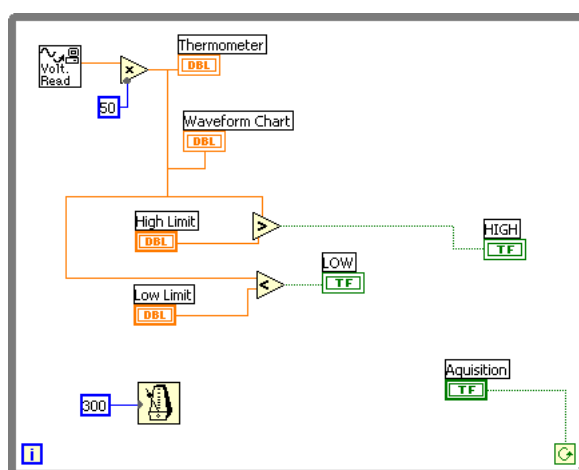 Thermometer
DBL
Volt.
Read
x
50
Waveform Chart
DBL
High Limit
DBL
>
HIGH
TF
LOW
TF
<
Low Limit
DBL
Aquisition
TF
300
i